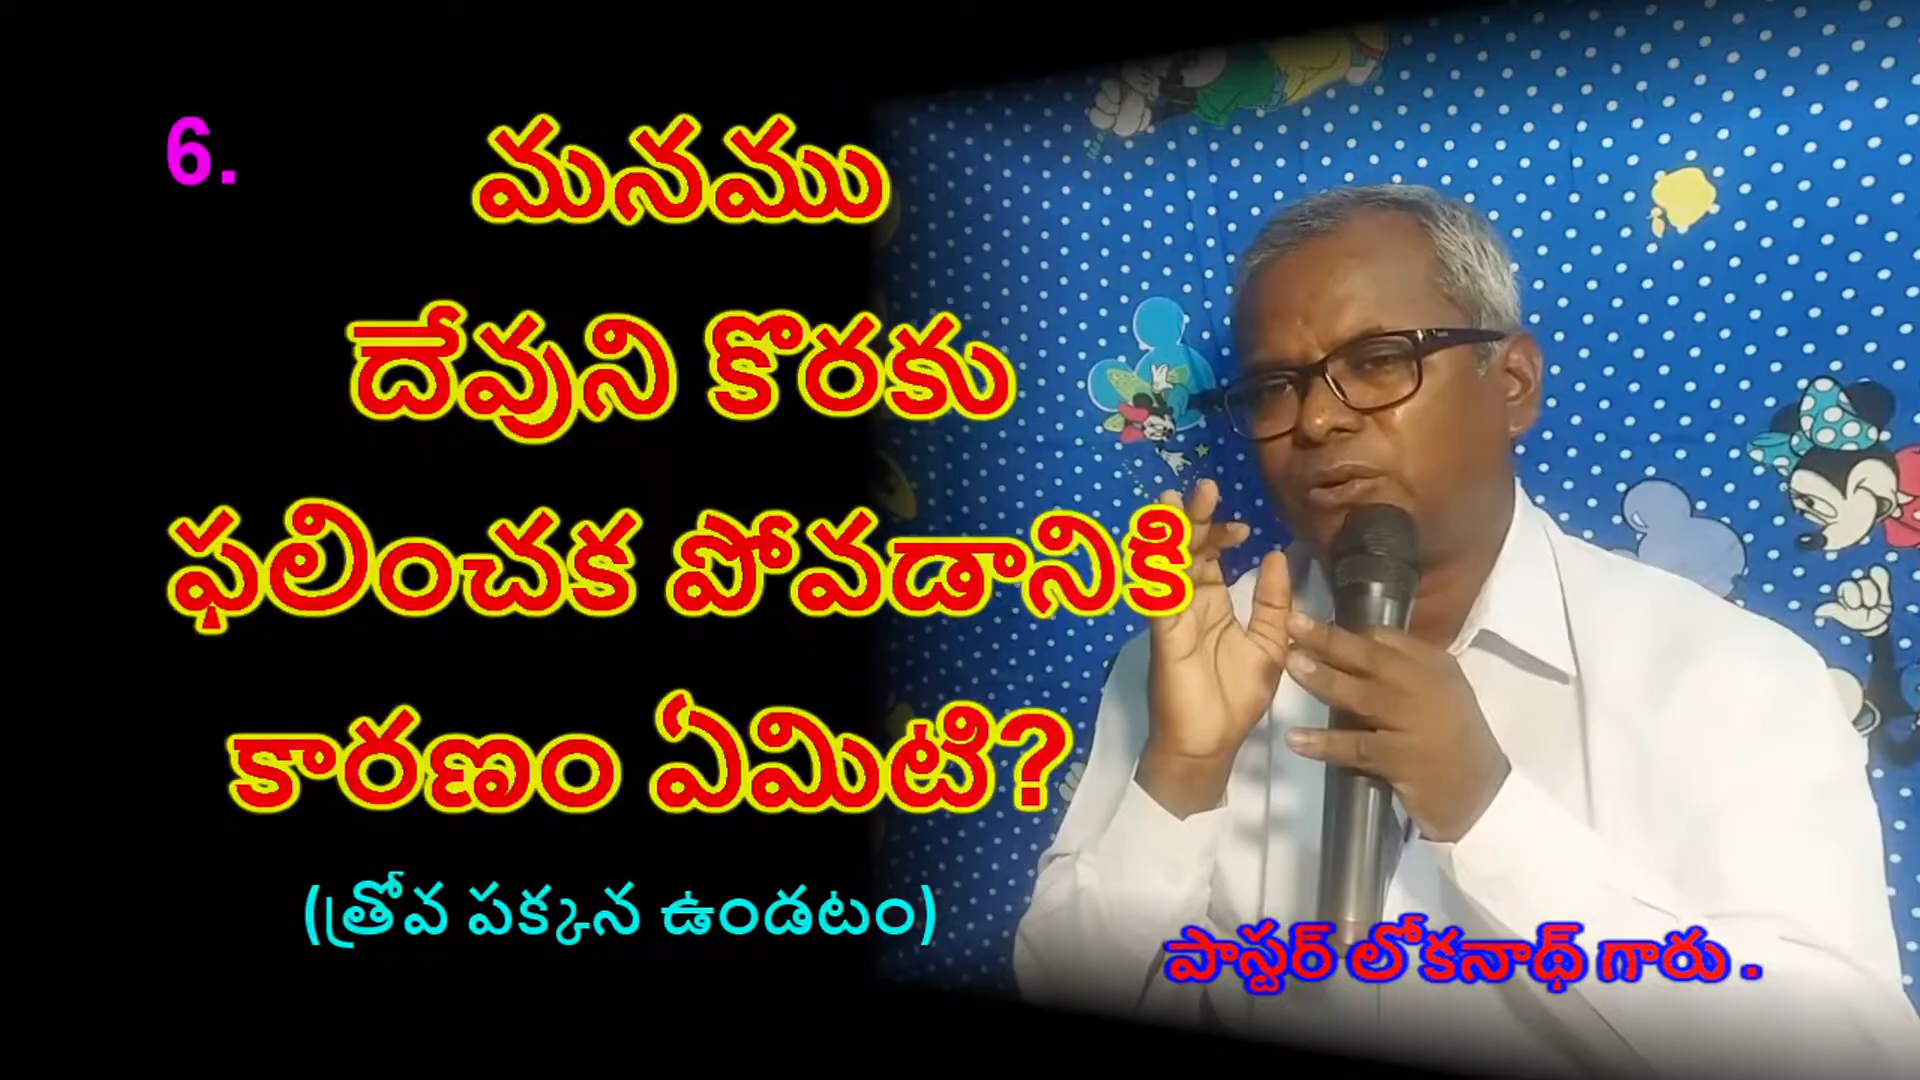 6.
మనము
దేవుని కొరకు
ఫలించక పోవడానికి
కారణం ఏమిటి?
(త్రోవ పక్కన ఉండటం)
పాస్టర్ లోకనాథ్ గారు.